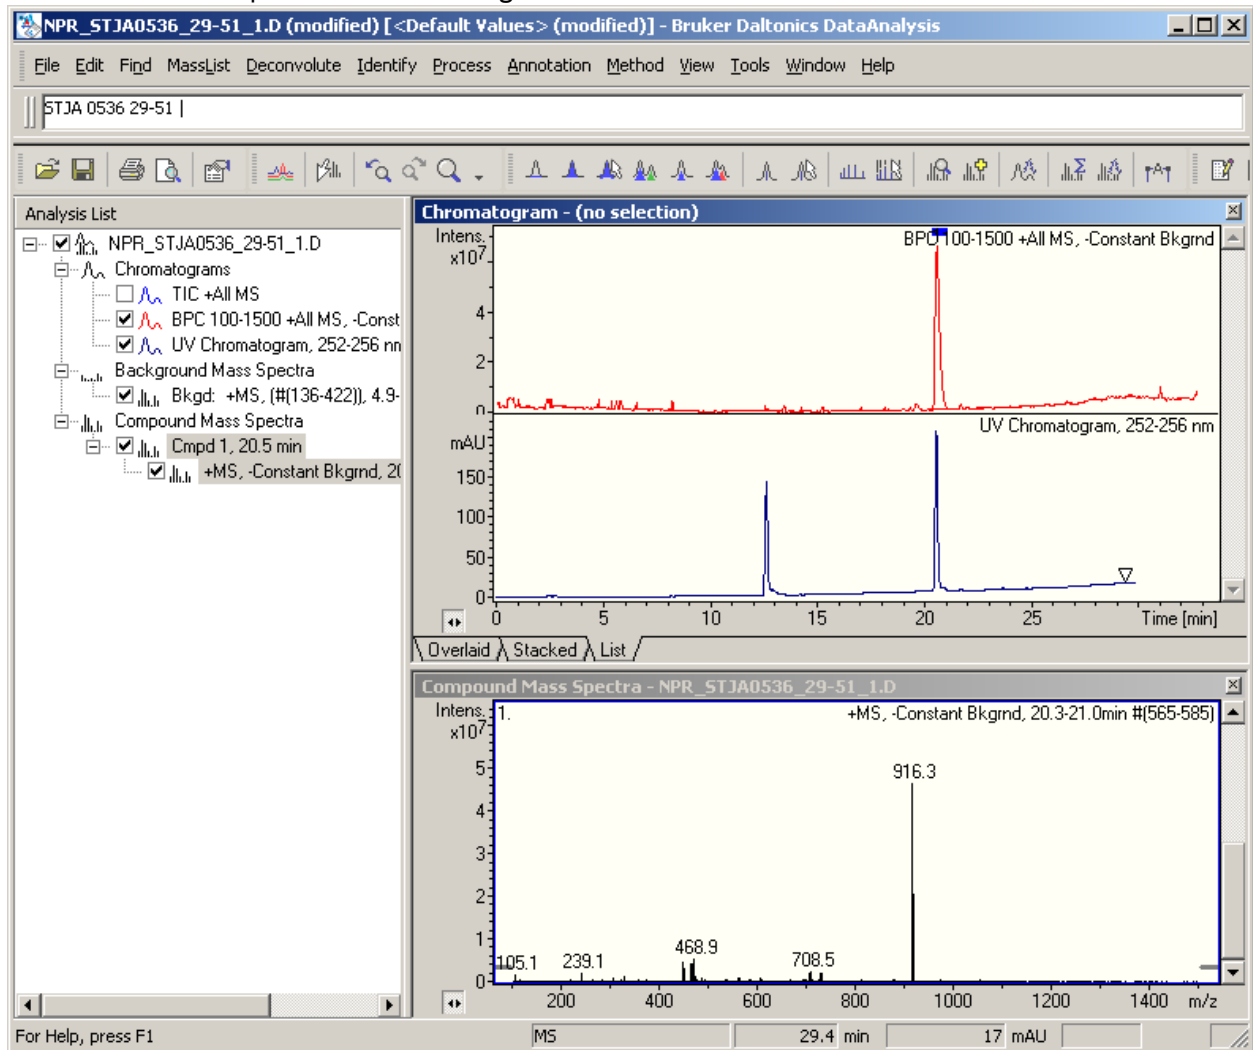 NPR_STJA0536_29-51_1.D (modified) [<Default Values> (modified)] - Bruker Daltonics DataAnalysis
File Edit Find MassList Deconvolute Identify Process Annotation Method View Tools Window Help
STJA 0536 29-51
Analysis List
NPR_STJA0536_29-51_1.D
Chromatograms
TIC +All MS
BPC 100-1500 +All MS, -Const
UV Chromatogram, 252-256 nm
Background Mass Spectra
Bkgd: +MS, (#(136-422)), 4.9-
Compound Mass Spectra
Cmpd 1, 20.5 min
+MS, -Constant Bkgrnd, 20
Chromatogram - (no selection)
Intens.
x10^7
BPC 100-1500 +All MS, -Constant Bkgrnd
4
2
0
UV Chromatogram, 252-256 nm
mAU
150
100
50
0
0 5 10 15 20 25 Time [min]
Overlaid Stacked List
Compound Mass Spectra - NPR_STJA0536_29-51_1.D
Intens.
x10^7
1. +MS, -Constant Bkgrnd, 20.3-21.0min #(565-585)
5
916.3
4
3
2
1
468.9
105.1 239.1 708.5
0
200 400 600 800 1000 1200 1400 m/z
For Help, press F1 MS 29.4 min 17 mAU